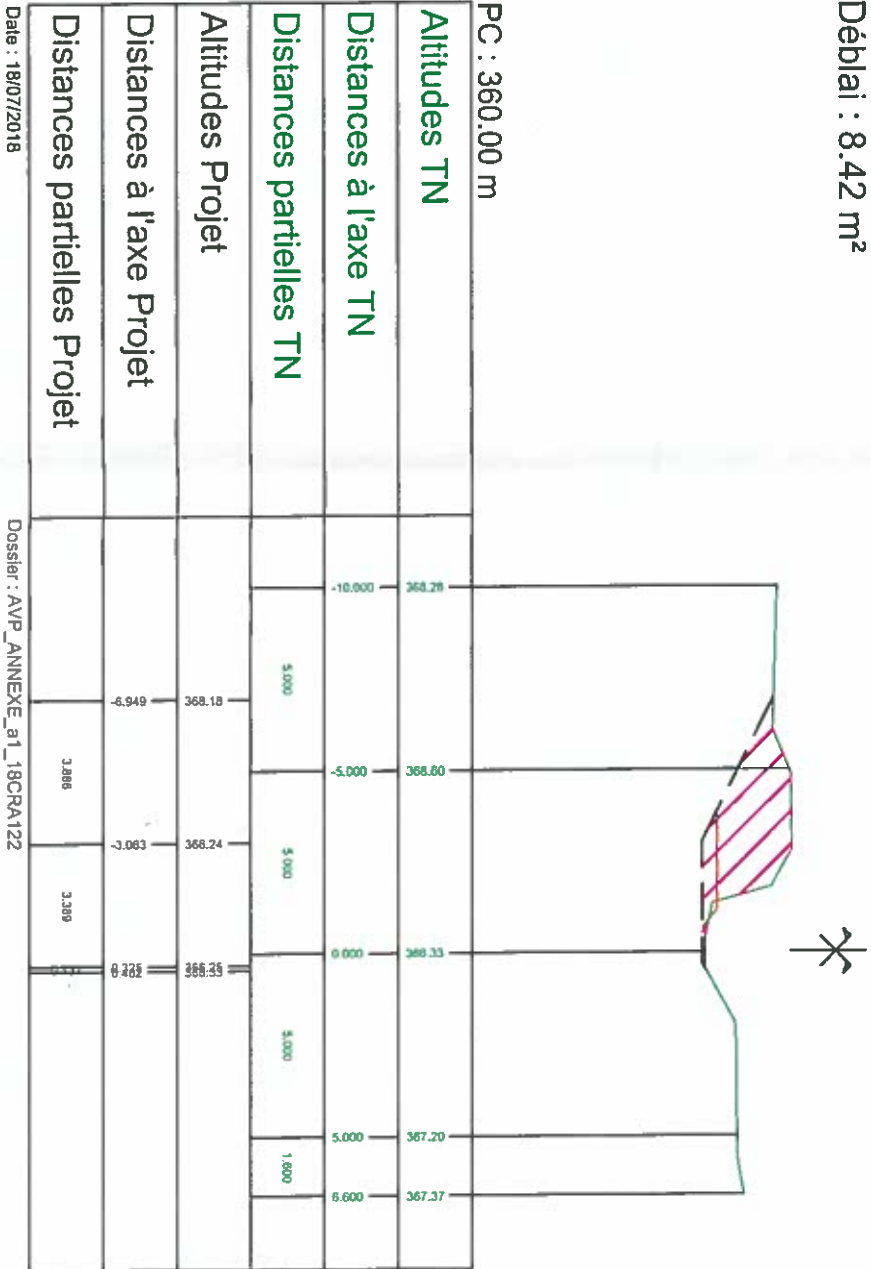 Déblai : 8.42 m²
PC : 360.00 m
Altitudes TN 368.28 368.60 366.33 367.20 367.37
Distances à l'axe TN -10.000 -5.000 0.000 5.000 6.600
Distances partielles TN 5.000 5.000 5.000 1.600
Altitudes Projet 368.18 366.24
Distances à l'axe Projet -6.949 -3.063
Distances partielles Projet 3.886 3.389
Date : 18/07/2018 Dossier : AVP_ANNEXE_a1_18CRA122